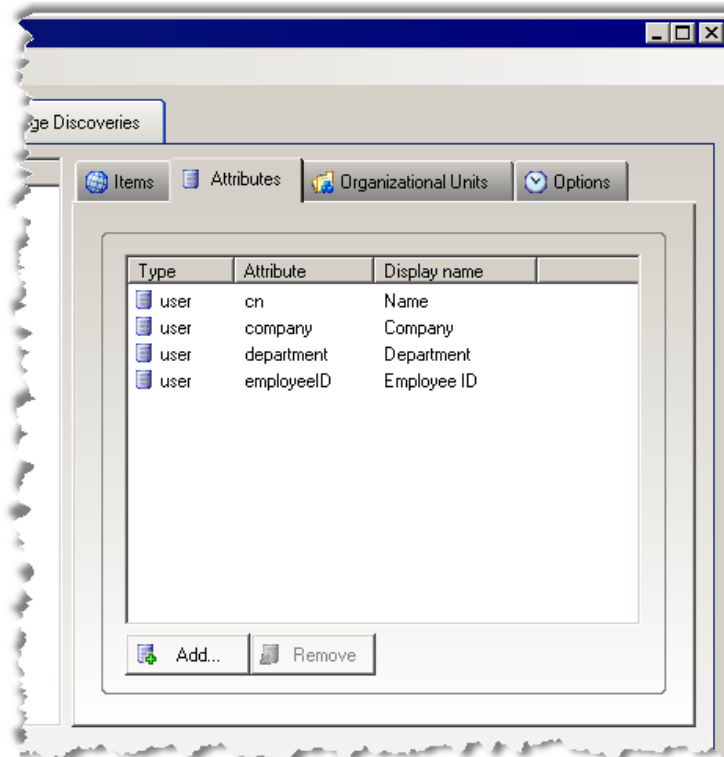 ge Discoveries
Items Attributes Organizational Units Options
Type Attribute Display name
user cn Name
user company Company
user department Department
user employeeID Employee ID
Add... Remove